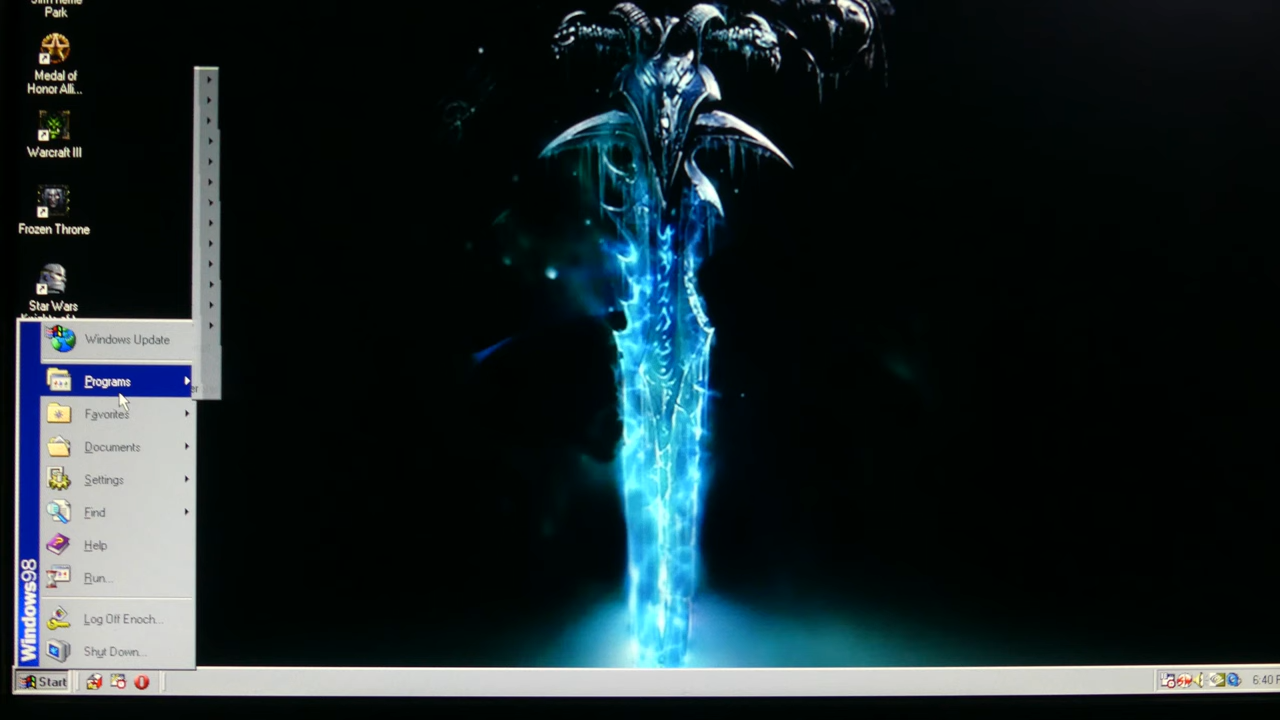 Park
Medal of
Honor Alli...
Warcraft III
Frozen Throne
Star Wars
Windows Update
Programs
Favorites
Documents
Settings
Find
Help
Run...
Log Off Enoch...
Shut Down...
Windows98
Start
6:40